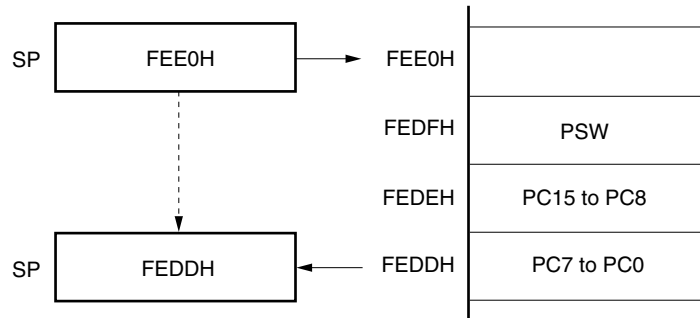 SP FEE0H FEE0H
FEDFH PSW
FEDEH PC15 to PC8
SP FEDDH FEDDH PC7 to PC0